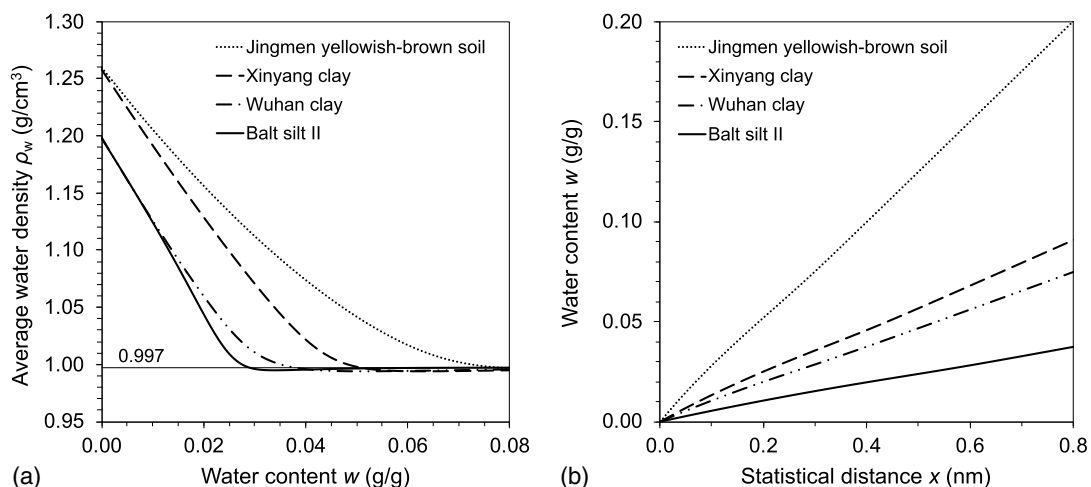 1.30
1.25
1.20
1.15
1.10
1.05
1.00
0.95
Average water density ρw (g/cm³)
Jingmen yellowish-brown soil
Xinyang clay
Wuhan clay
Balt silt II
0.997
0.00 0.02 0.04 0.06 0.08
(a) Water content w (g/g)
0.20
0.15
0.10
0.05
0.00
Water content w (g/g)
Jingmen yellowish-brown soil
Xinyang clay
Wuhan clay
Balt silt II
0.0 0.2 0.4 0.6 0.8
(b) Statistical distance x (nm)